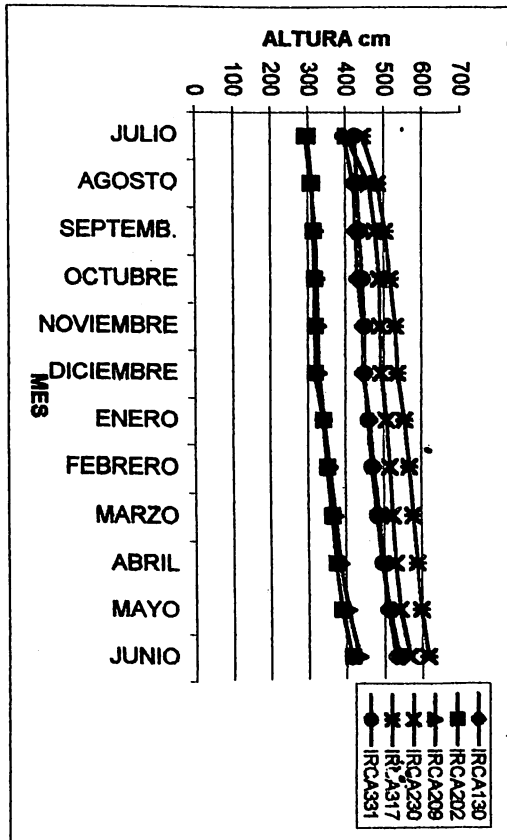 ALTURA cm
700
600
500
400
300
200
100
0
JULIO
AGOSTO
SEPTEMB.
OCTUBRE
NOVIEMBRE
DICIEMBRE
ENERO
FEBRERO
MARZO
ABRIL
MAYO
JUNIO
MES
IRCA130
IRCA202
IRCA209
IRCA230
IRCA317
IRCA331